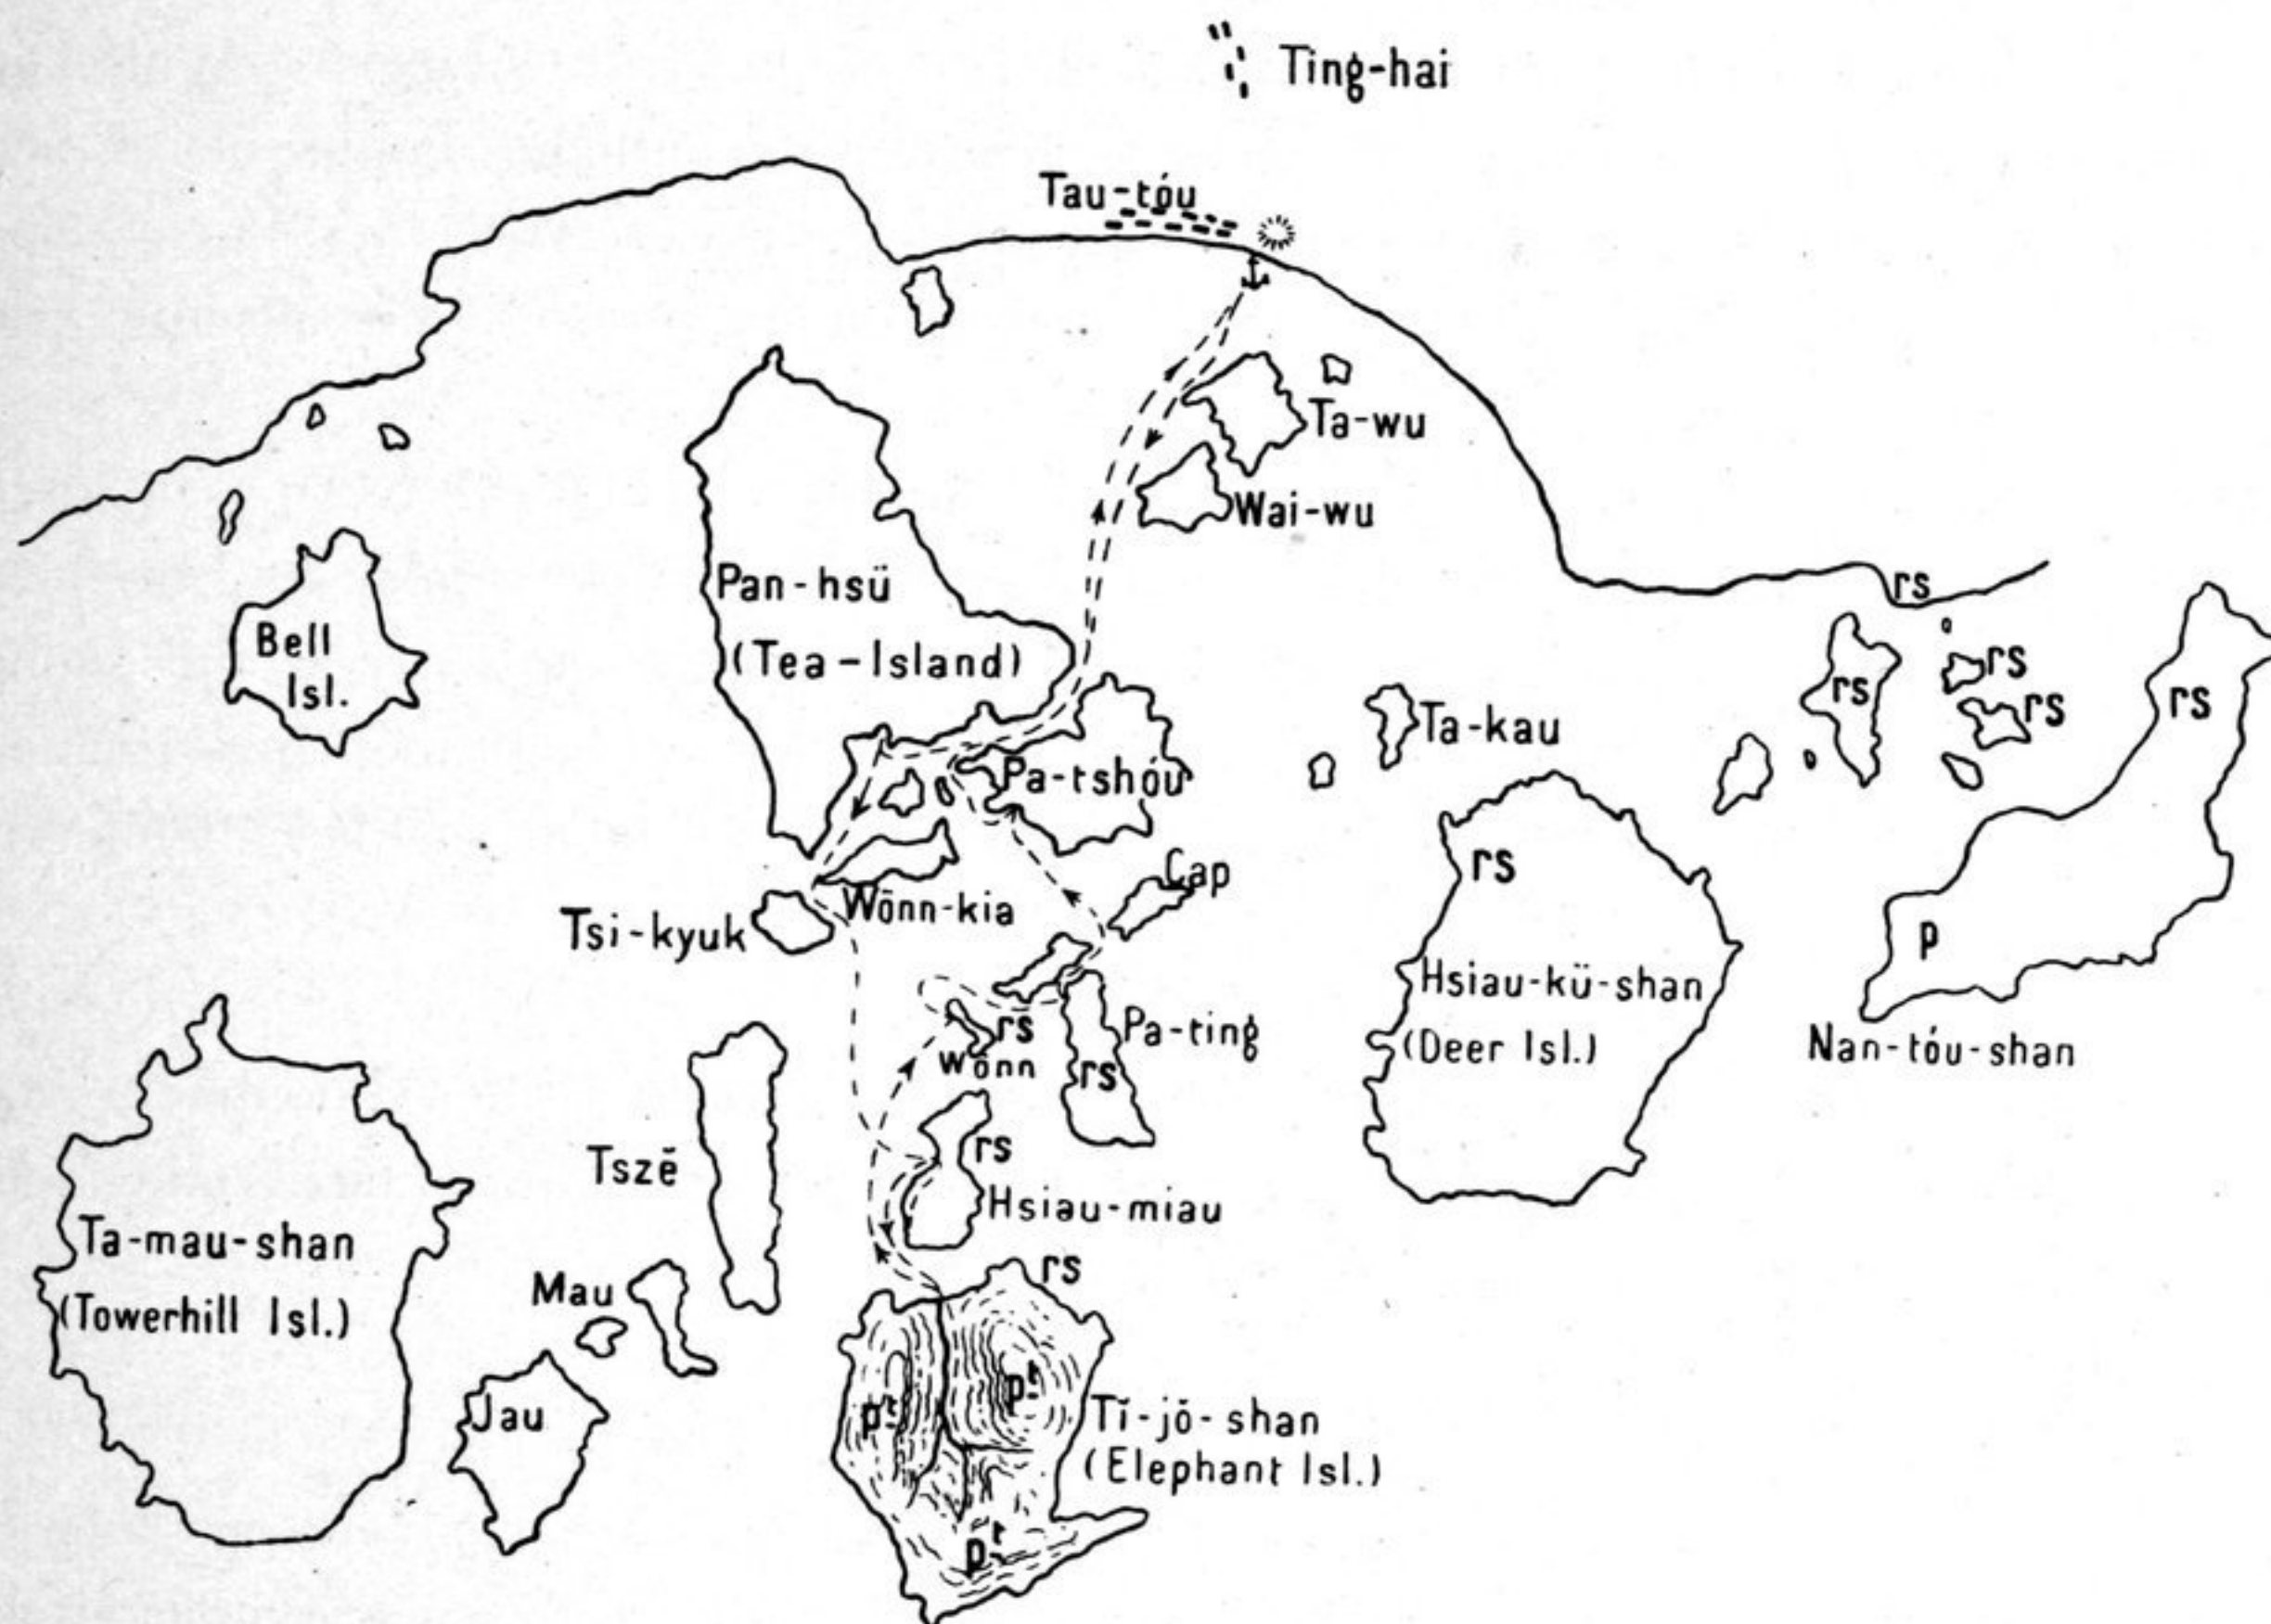 Ting-hai
Tau-tóu
Ta-wu
Wai-wu
Pan-hsü
(Tea-Island)
rs
Bell
Isl.
rs
rs
rs
rs
Ta-kau
Pa-tshóu
rs
Cap
Wönn-kia
Tsi-kyuk
p
Hsiau-kü-shan
(Deer Isl.)
Nan-tóu-shan
rs
Pa-ting
Wönn
rs
rs
Tszĕ
Hsiau-miau
Ta-mau-shan
(Towerhill Isl.)
rs
Mau
Jau
pt
pt
Tĭ-jŏ-shan
(Elephant Isl.)
pt